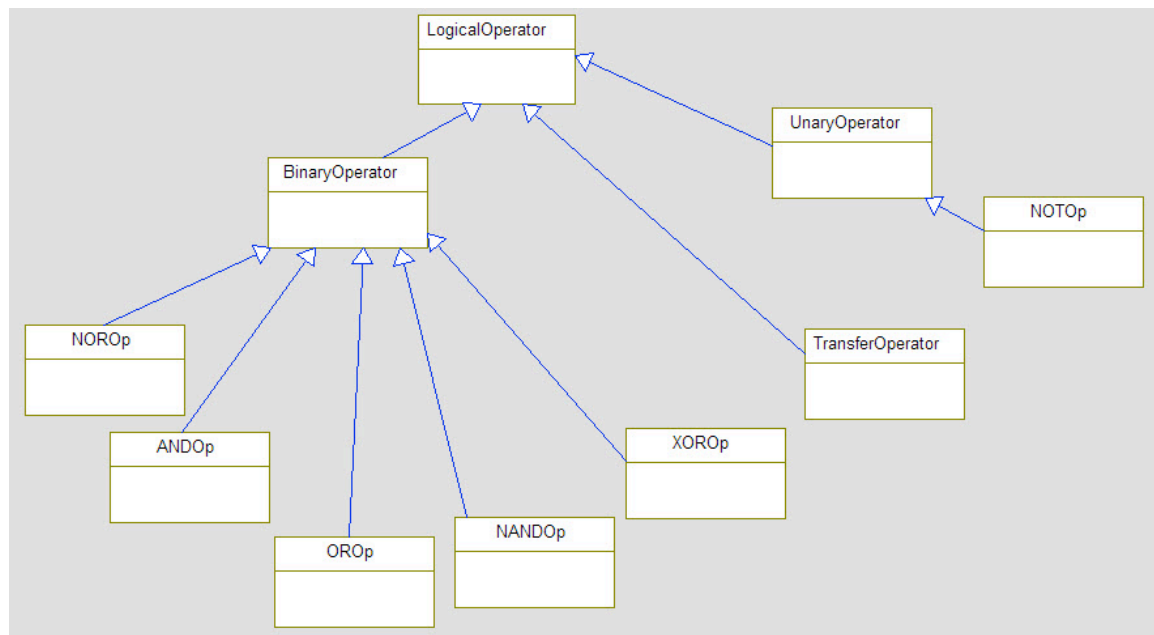 LogicalOperator
UnaryOperator
BinaryOperator
NOTOp
NOROp
TransferOperator
ANDOp
XOROp
NANDOp
OROp